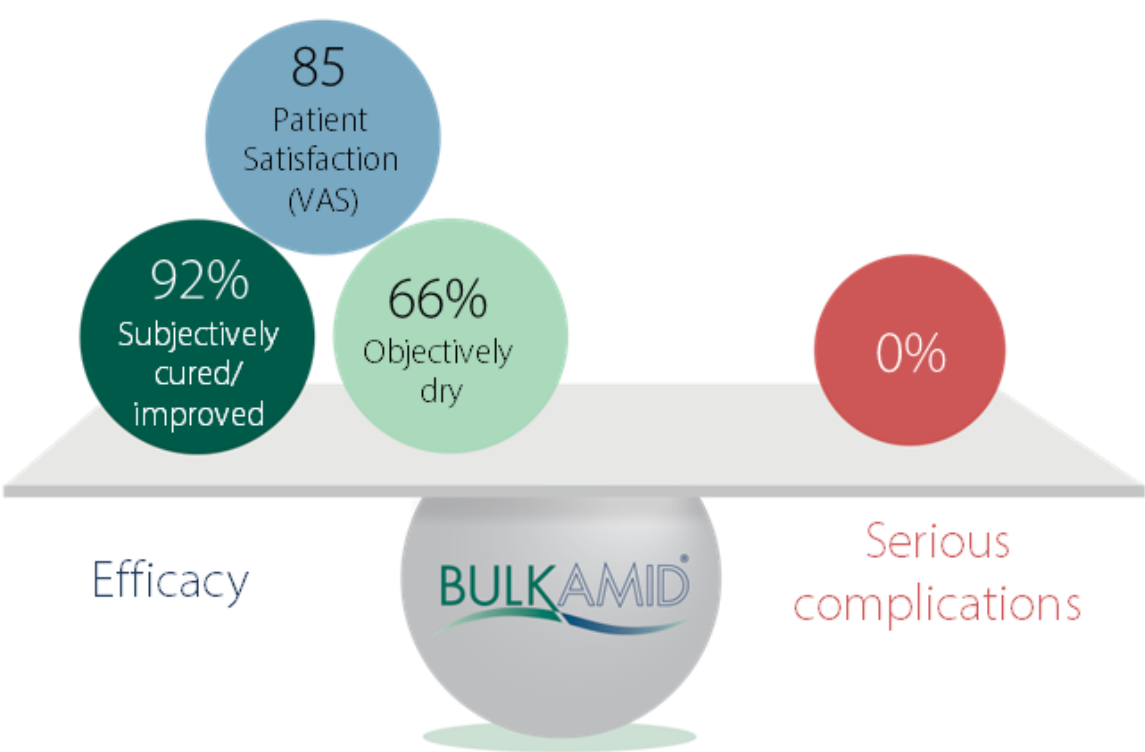 85
Patient
Satisfaction
(VAS)
92%
Subjectively
cured/
improved
66%
Objectively
dry
0%
Efficacy
BULKAMID®
Serious
complications